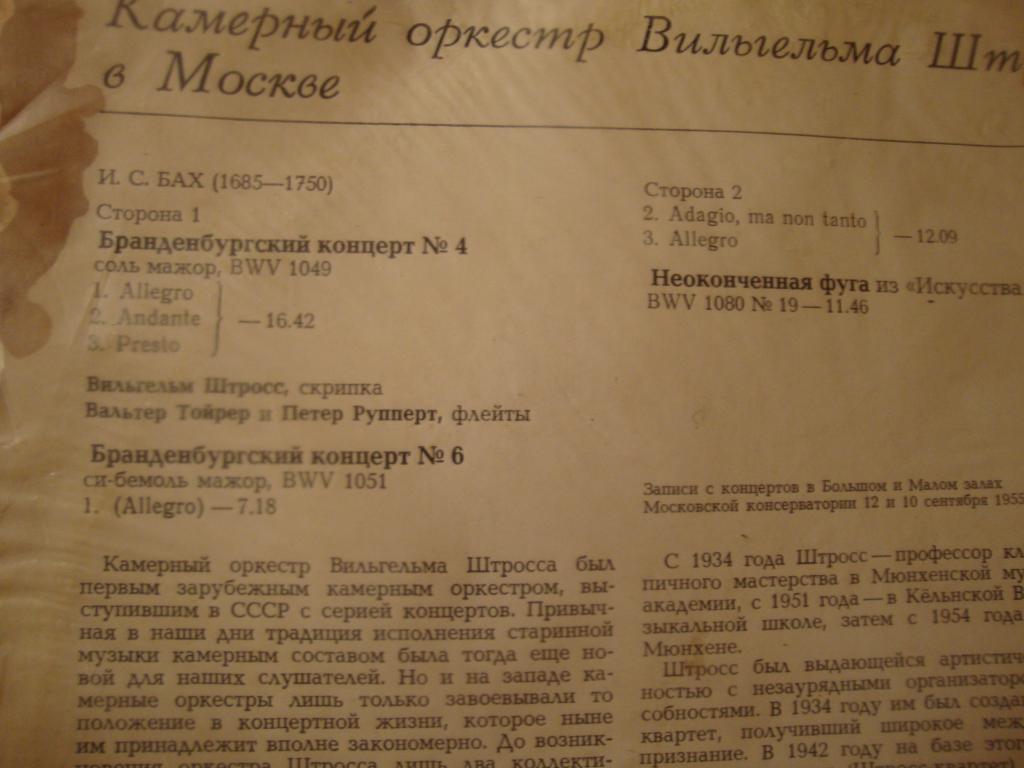 Камерный оркестр Вильгельма
в Москве
И. С. БАХ (1685—1750)
Сторона 1
Бранденбургский концерт № 4
соль мажор, BWV 1049
1. Allegro
2. Andante
3. Presto
— 16.42
Вильгельм Штросс, скрипка
Вальтер Тойрер и Петер Рупперт, флейты
Бранденбургский концерт № 6
си-бемоль мажор, BWV 1051
1. (Allegro) — 7.18
Камерный оркестр Вильгельма Штросса был
первым зарубежным камерным оркестром, вы-
ступившим в СССР с серией концертов. Привыч-
ная в наши дни традиция исполнения старинной
музыки камерным составом была тогда еще но-
вой для наших слушателей. Но и на западе ка-
мерные оркестры лишь только завоевывали то
положение в концертной жизни, которое ныне
им принадлежит вполне закономерно. До возник-
новения оркестра Штросса лишь два коллекти-
Сторона 2
2. Adagio, ma non tanto
3. Allegro
— 12.09
Неоконченная фуга из «Искусства
BWV 1080 № 19 — 11.46
Записи с концертов в Большом и Малом залах
Московской консерватории 12 и 10 сентября 1955
С 1934 года Штросс — профессор
пичного мастерства в Мюнхенской
академии, с 1951 года — в Кёльнской
зыкальной школе, затем с 1954 года
Мюнхене.
Штросс был выдающейся
ностью с незаурядными
собностями. В 1934 году им был
квартет, получивший широкое
признание. В 1942 году на базе